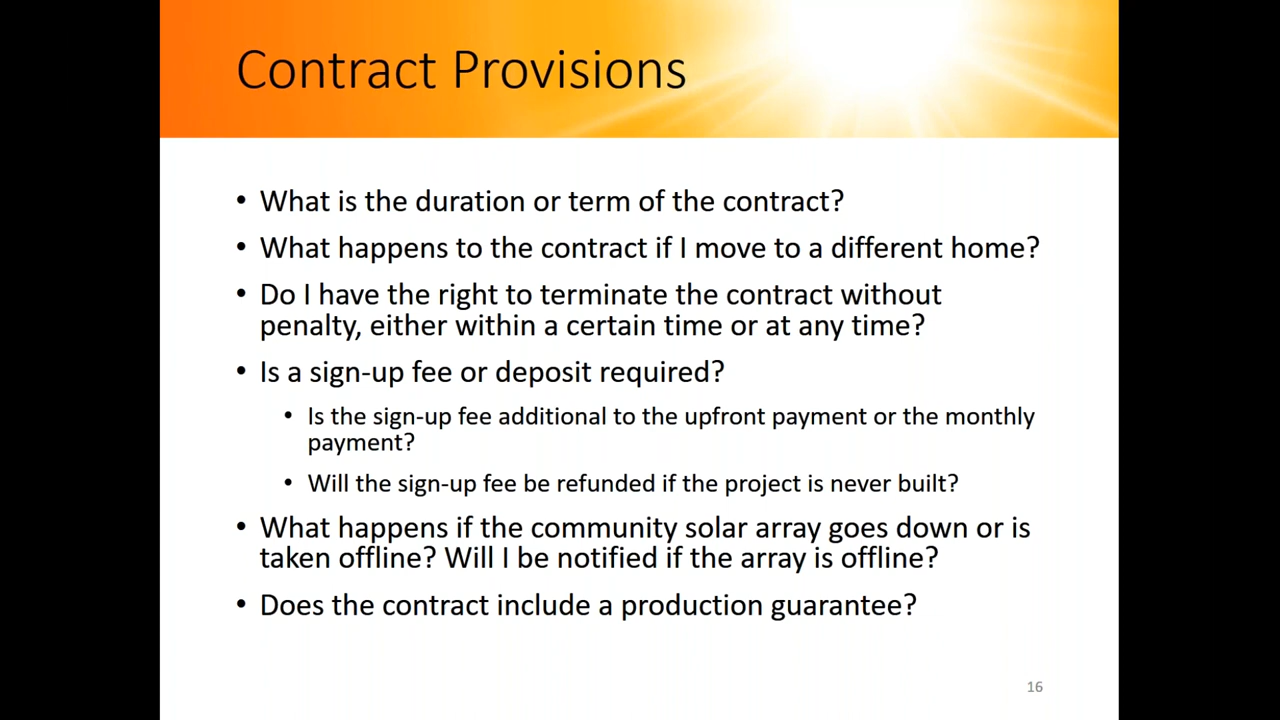 Contract Provisions
• What is the duration or term of the contract?
• What happens to the contract if I move to a different home?
• Do I have the right to terminate the contract without
penalty, either within a certain time or at any time?
• Is a sign-up fee or deposit required?
• Is the sign-up fee additional to the upfront payment or the monthly
payment?
• Will the sign-up fee be refunded if the project is never built?
• What happens if the community solar array goes down or is
taken offline? Will I be notified if the array is offline?
• Does the contract include a production guarantee?
16